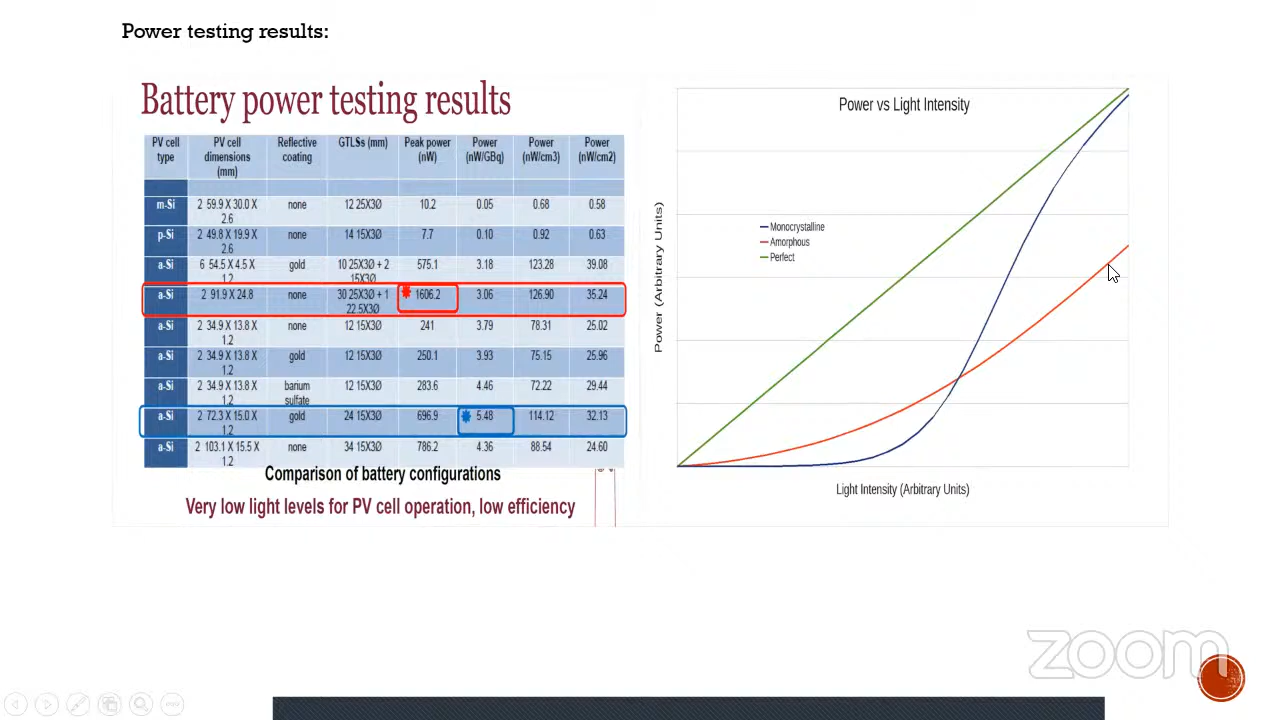 Power testing results:
Battery power testing results
PV cell type PV cell dimensions (mm) Reflective coating GTLSs (mm) Peak power (nW) Power (nW/GBq) Power (nW/cm3) Power (nW/cm2)
m-Si 2 59.9 X 30.0 X 2.6 none 12 25X3Ø 10.2 0.05 0.68 0.58
p-Si 2 49.8 X 19.9 X 2.6 none 14 15X3Ø 7.7 0.10 0.92 0.63
a-Si 6 54.5 X 4.5 X 1.2 gold 10 25X3Ø + 2 15X3Ø 575.1 3.18 123.28 39.08
a-Si 2 91.9 X 24.8 none 30 25X3Ø + 1 22.5X3Ø 1606.2 3.06 126.90 35.24
a-Si 2 34.9 X 13.8 X 1.2 none 12 15X3Ø 241 3.79 78.31 25.02
a-Si 2 34.9 X 13.8 X 1.2 gold 12 15X3Ø 250.1 3.93 75.15 25.96
a-Si 2 34.9 X 13.8 X 1.2 barium sulfate 12 15X3Ø 283.6 4.46 72.22 29.44
a-Si 2 72.3 X 15.0 X 1.2 gold 24 15X3Ø 696.9 5.48 114.12 32.13
a-Si 2 103.1 X 15.5 X 1.2 none 34 15X3Ø 786.2 4.36 88.54 24.60
Comparison of battery configurations
Very low light levels for PV cell operation, low efficiency
Power vs Light Intensity
Power (Arbitrary Units)
Monocrystalline
Amorphous
Perfect
Light Intensity (Arbitrary Units)
zoom